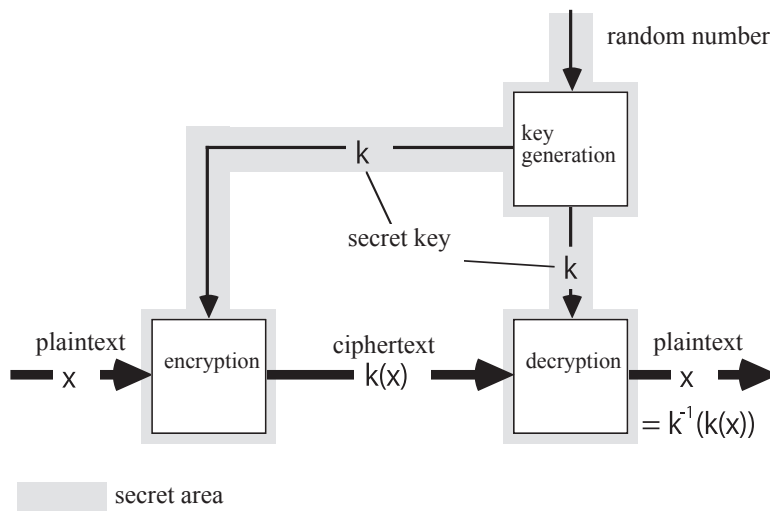 random number
key
generation
k
secret key
k
plaintext
encryption
ciphertext
decryption
plaintext
x
k(x)
x
= k⁻¹(k(x))
secret area